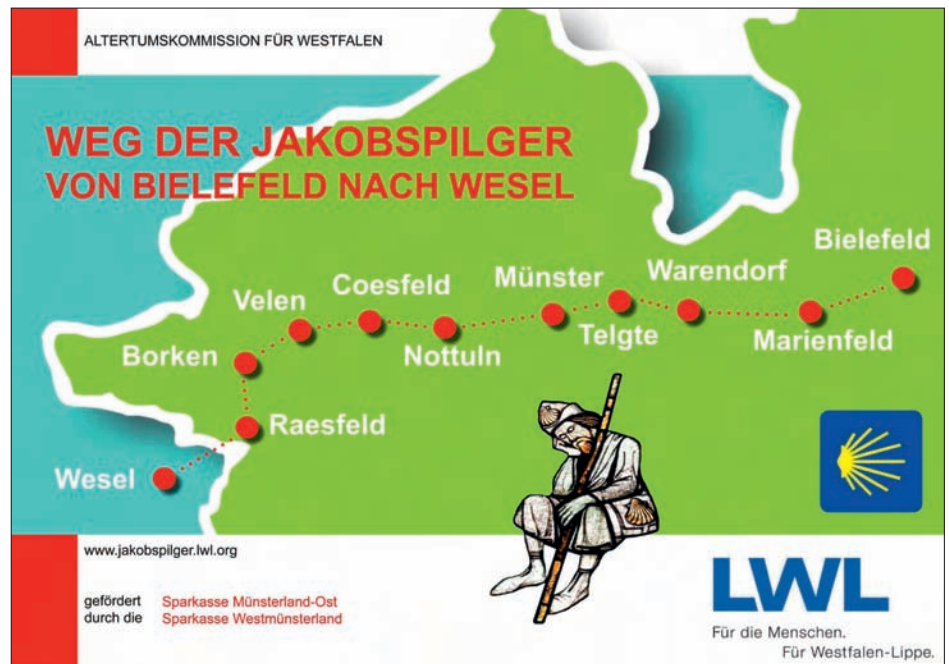 ALTERTUMSKOMMISSION FÜR WESTFALEN
WEG DER JAKOBSPILGER
VON BIELEFELD NACH WESEL
Bielefeld
Warendorf
Münster
Coesfeld
Velen
Telgte
Marienfeld
Nottuln
Borken
Raesfeld
Wesel
www.jakobspilger.lwl.org
gefördert Sparkasse Münsterland-Ost
durch die Sparkasse Westmünsterland
LWL
Für die Menschen.
Für Westfalen-Lippe.